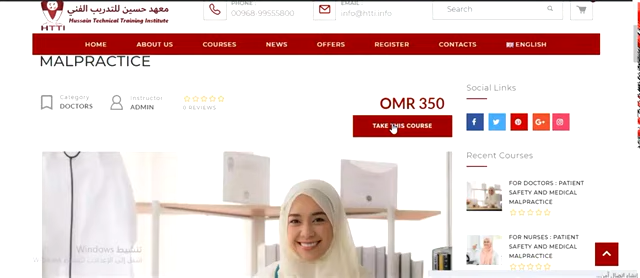 معهد حسين للتدريب الفني
Hussain Technical Training Institute
HTTI
PHONE
00968-99555800
EMAIL
info@htti.info
Search
HOME
ABOUT US
COURSES
NEWS
OFFERS
REGISTER
CONTACTS
ENGLISH
MALPRACTICE
Category
DOCTORS
Instructor
ADMIN
0 REVIEWS
OMR 350
TAKE THIS COURSE
Social Links
Recent Courses
FOR DOCTORS : PATIENT
SAFETY AND MEDICAL
MALPRACTICE
FOR NURSES : PATIENT
SAFETY AND MEDICAL
MALPRACTICE
تنشيط Windows